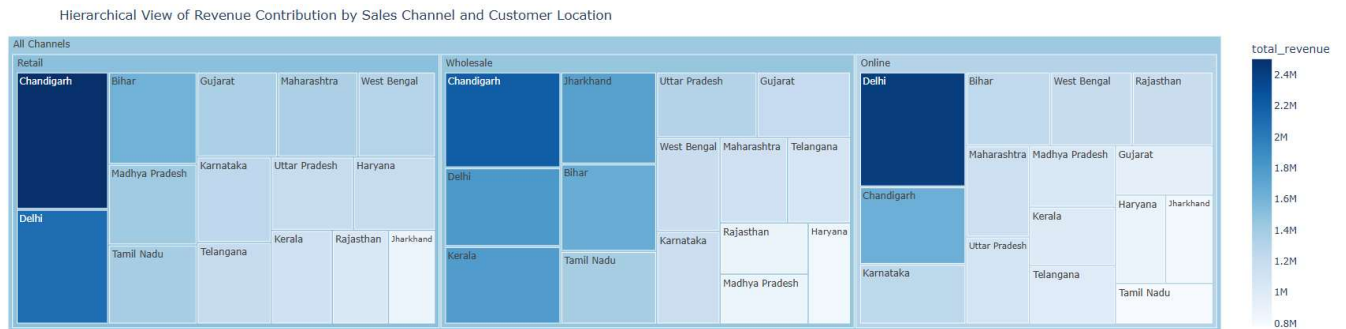 Hierarchical View of Revenue Contribution by Sales Channel and Customer Location
All Channels
Retail
Chandigarh
Delhi
Bihar
Madhya Pradesh
Tamil Nadu
Gujarat
Maharashtra
West Bengal
Karnataka
Uttar Pradesh
Haryana
Telangana
Kerala
Rajasthan
Jharkhand
Wholesale
Chandigarh
Delhi
Kerala
Jharkhand
Bihar
Tamil Nadu
Uttar Pradesh
Gujarat
West Bengal
Maharashtra
Telangana
Karnataka
Rajasthan
Haryana
Madhya Pradesh
Online
Delhi
Chandigarh
Karnataka
Bihar
West Bengal
Rajasthan
Maharashtra
Madhya Pradesh
Gujarat
Uttar Pradesh
Kerala
Telangana
Haryana
Jharkhand
Tamil Nadu
total_revenue
2.4M
2.2M
2M
1.8M
1.6M
1.4M
1.2M
1M
0.8M